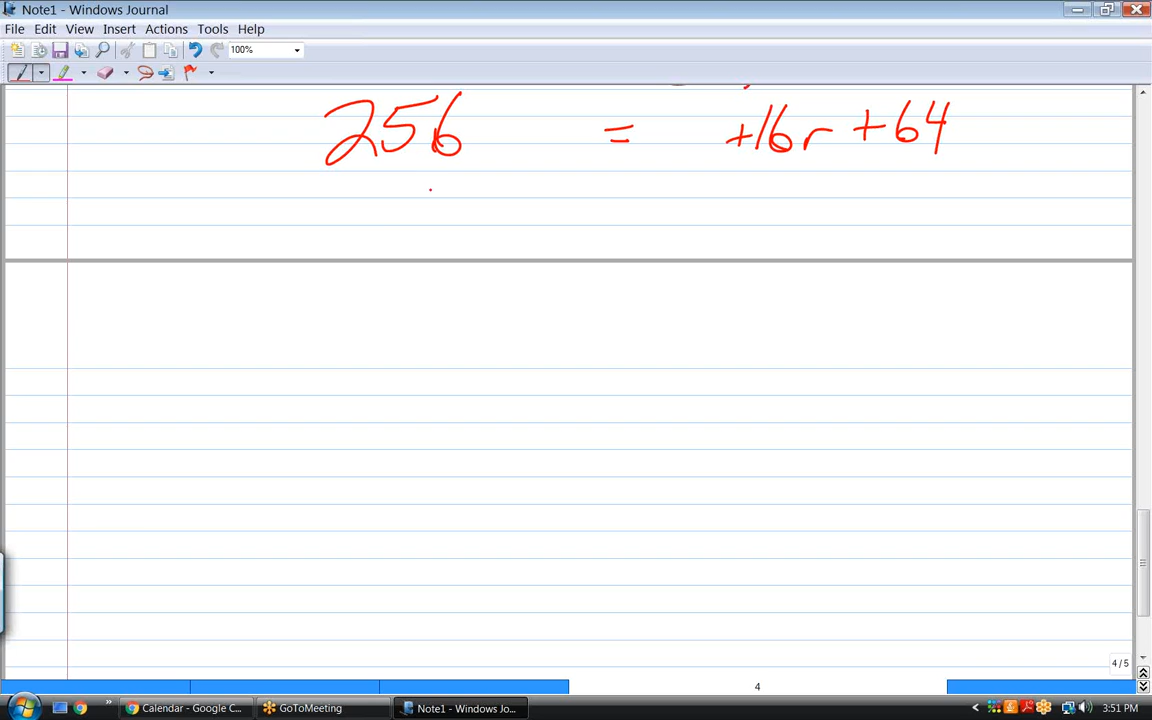 Note1 - Windows Journal
File Edit View Insert Actions Tools Help
100%
256 = +16r +64
4/5
4
Calendar - Google C...
GoToMeeting
Note1 - Windows Jo...
3:51 PM